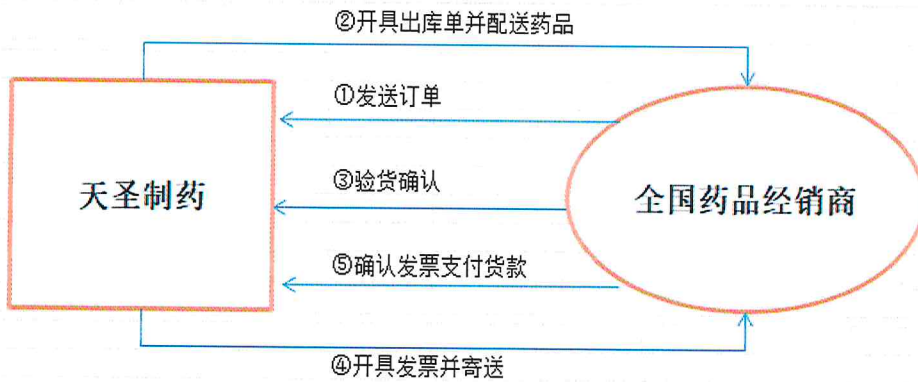 ②开具出库单并配送药品
①发送订单
天圣制药
③验货确认
全国药品经销商
⑤确认发票支付货款
④开具发票并寄送